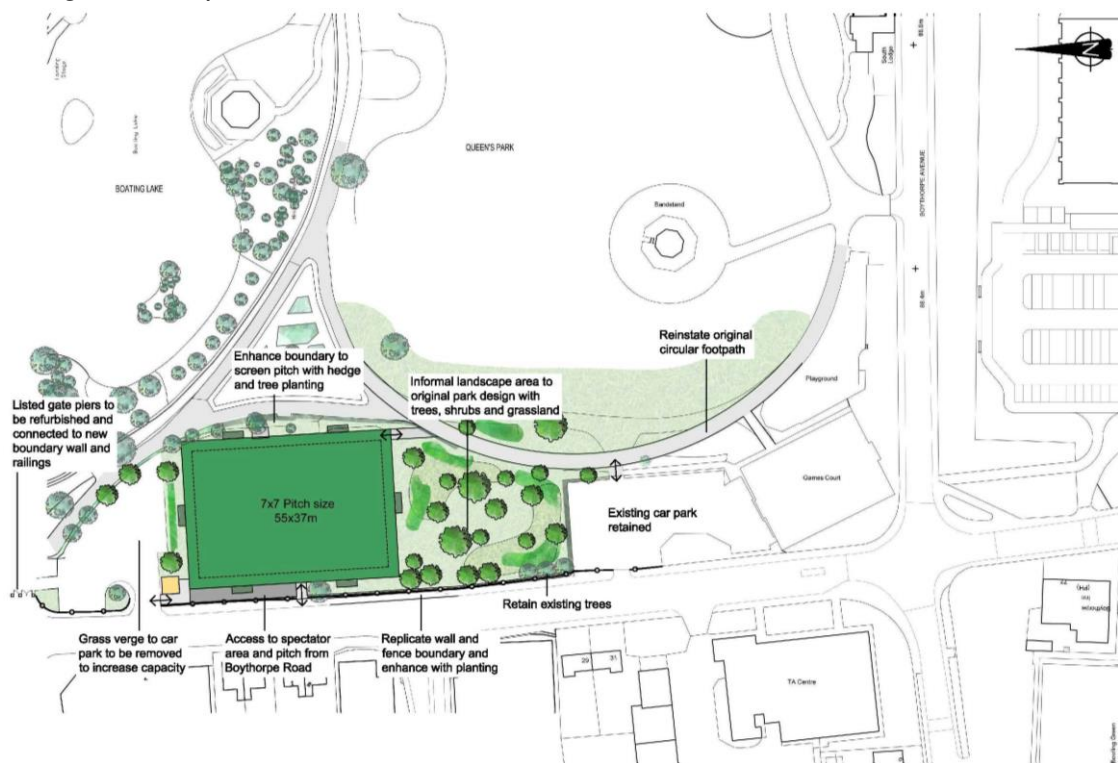 BOATING LAKE
Boating Lake
QUEEN'S PARK
Bandstand
South
Lodge
BOYTHORPE AVENUE
N
Enhance boundary to
screen pitch with hedge
and tree planting
Informal landscape area to
original park design with
trees, shrubs and grassland
Reinstate original
circular footpath
Playground
Listed gate piers to
be refurbished and
connected to new
boundary wall and
railings
7x7 Pitch size
55x37m
Existing car park
retained
Games Court
Grass verge to car
park to be removed
to increase capacity
Access to spectator
area and pitch from
Boythorpe Road
Replicate wall and
fence boundary and
enhance with planting
Retain existing trees
29
31
TA Centre
Bowling Green